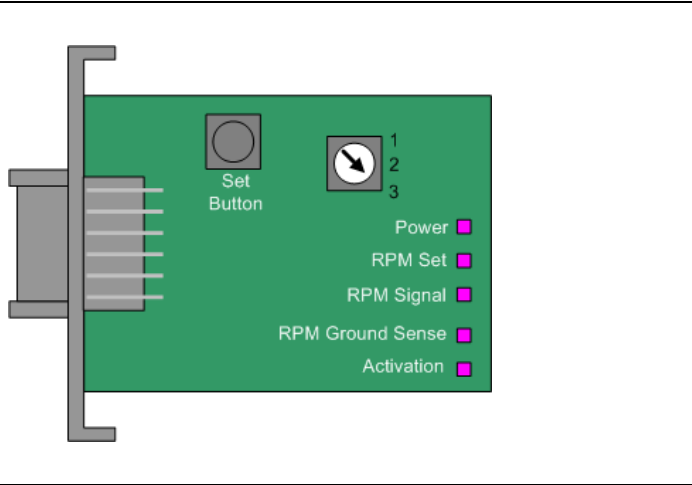 1
2
3
Set
Button
Power
RPM Set
RPM Signal
RPM Ground Sense
Activation